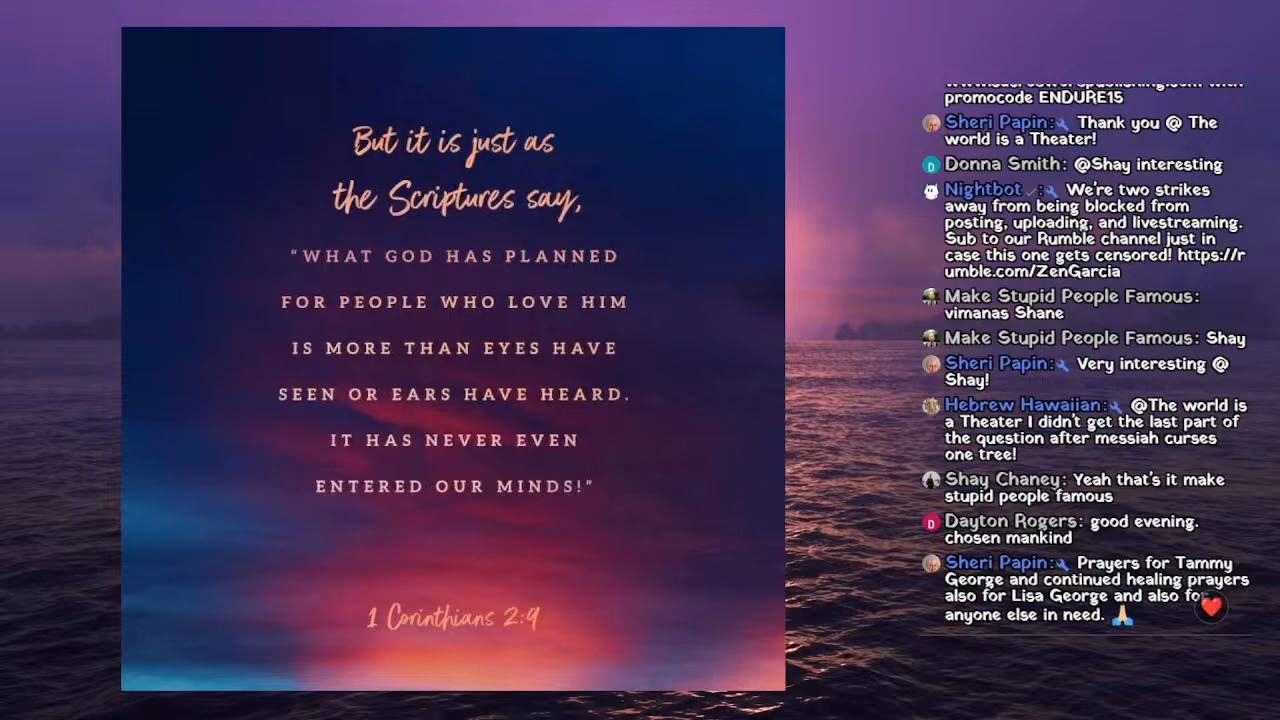 But it is just as
the Scriptures say,
“WHAT GOD HAS PLANNED
FOR PEOPLE WHO LOVE HIM
IS MORE THAN EYES HAVE
SEEN OR EARS HAVE HEARD.
IT HAS NEVER EVEN
ENTERED OUR MINDS!”
1 Corinthians 2:9
promocode ENDURE15
Sheri Papin: Thank you @ The
world is a Theater!
D Donna Smith: @Shay interesting
Nightbot: We're two strikes
away from being blocked from
posting, uploading, and livestreaming.
Sub to our Rumble channel just in
case this one gets censored! https://r
umble.com/ZenGarcia
Make Stupid People Famous:
vimanas Shane
Make Stupid People Famous: Shay
Sheri Papin: Very interesting @
Shay!
Hebrew Hawaiian: @The world is
a Theater I didn't get the last part of
the question after messiah curses
one tree!
Shay Chaney: Yeah that's it make
stupid people famous
D Dayton Rogers: good evening.
chosen mankind
Sheri Papin: Prayers for Tammy
George and continued healing prayers
also for Lisa George and also for
anyone else in need. 🙏